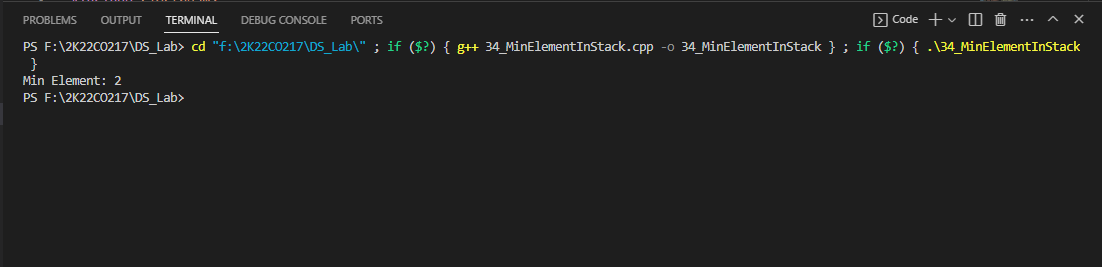 PROBLEMS OUTPUT TERMINAL DEBUG CONSOLE PORTS Code
PS F:\2K22CO217\DS_Lab> cd "f:\2K22CO217\DS_Lab\" ; if ($?) { g++ 34_MinElementInStack.cpp -o 34_MinElementInStack } ; if ($?) { .\34_MinElementInStack
}
Min Element: 2
PS F:\2K22CO217\DS_Lab>